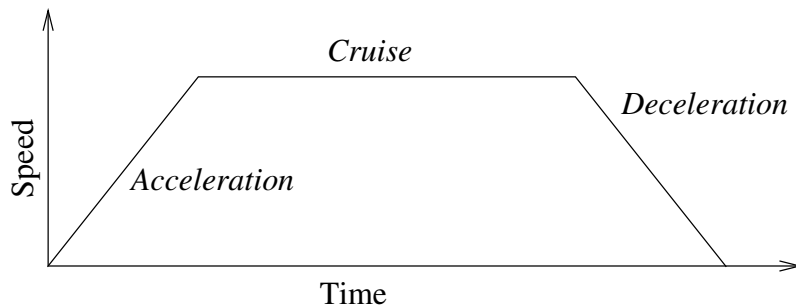 Cruise
Deceleration
Acceleration
Speed
Time